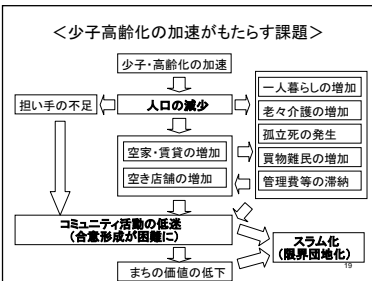 ＜少子高齢化の加速がもたらす課題＞
少子・高齢化の加速
担い手の不足
人口の減少
一人暮らしの増加
老々介護の増加
孤立死の発生
買物難民の増加
管理費等の滞納
空家・賃貸の増加
空き店舗の増加
コミュニティ活動の低迷
(合意形成が困難に)
スラム化
(限界団地化)
まちの価値の低下
19